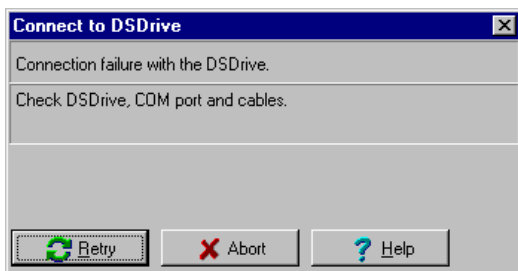 Connect to DSDrive
Connection failure with the DSDrive.
Check DSDrive, COM port and cables.
Retry Abort Help